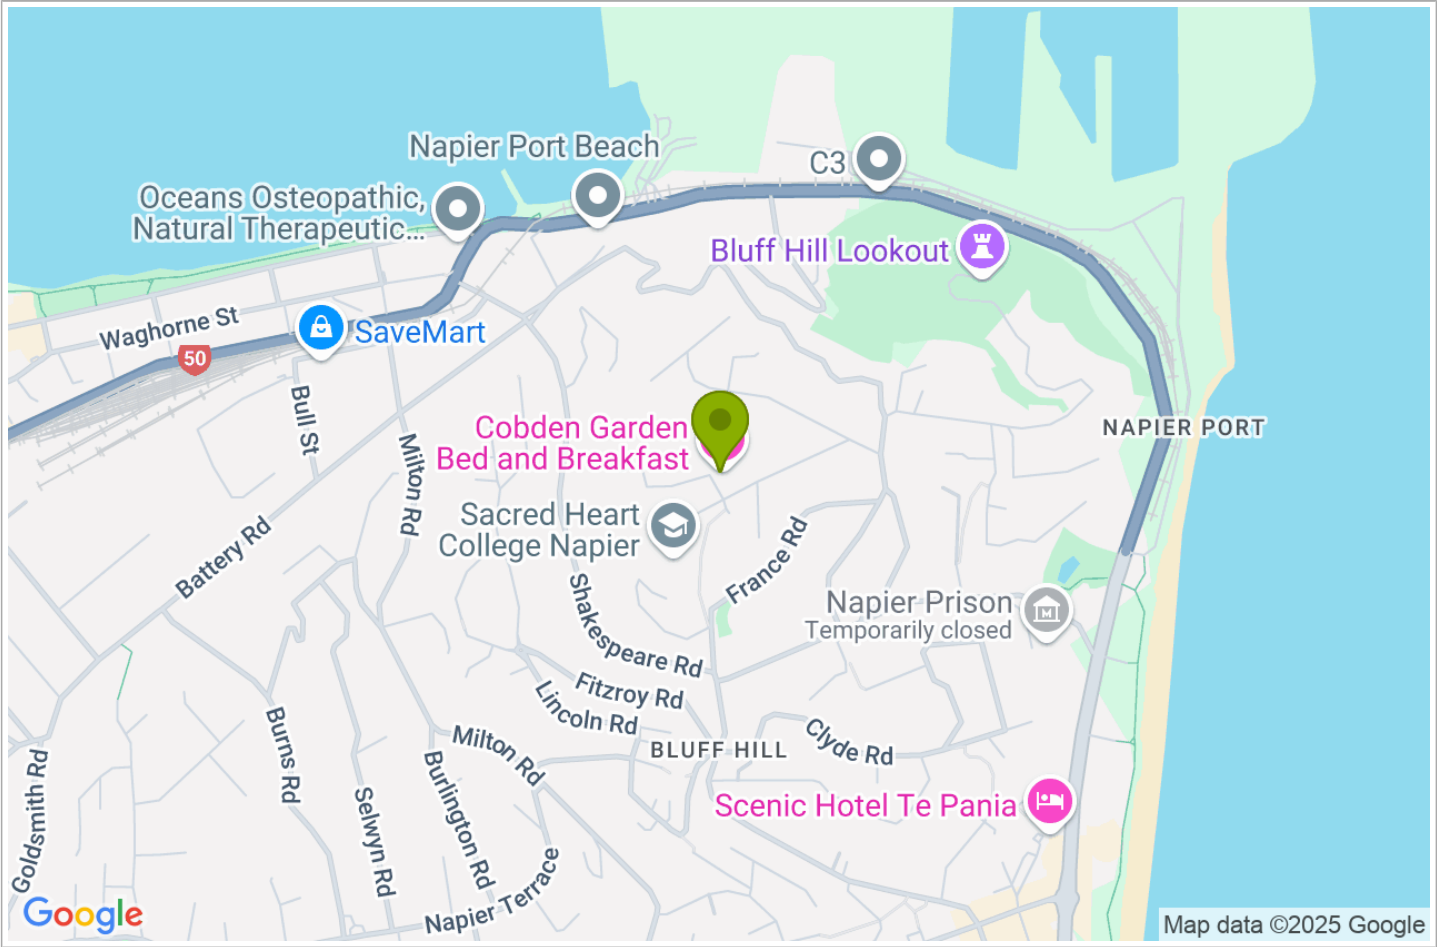 Napier Port Beach
C3
Oceans Osteopathic,
Natural Therapeutic...
Bluff Hill Lookout
Waghorne St
SaveMart
50
Bull St
Cobden Garden
Bed and Breakfast
NAPIER PORT
Milton Rd
Sacred Heart
College Napier
Battery Rd
France Rd
Shakespeare Rd
Napier Prison
Temporarily closed
Fitzroy Rd
Lincoln Rd
BLUFF HILL
Clyde Rd
Burns Rd
Milton Rd
Goldsmith Rd
Burlington Rd
Selwyn Rd
Scenic Hotel Te Pania
Napier Terrace
Google
Map data ©2025 Google